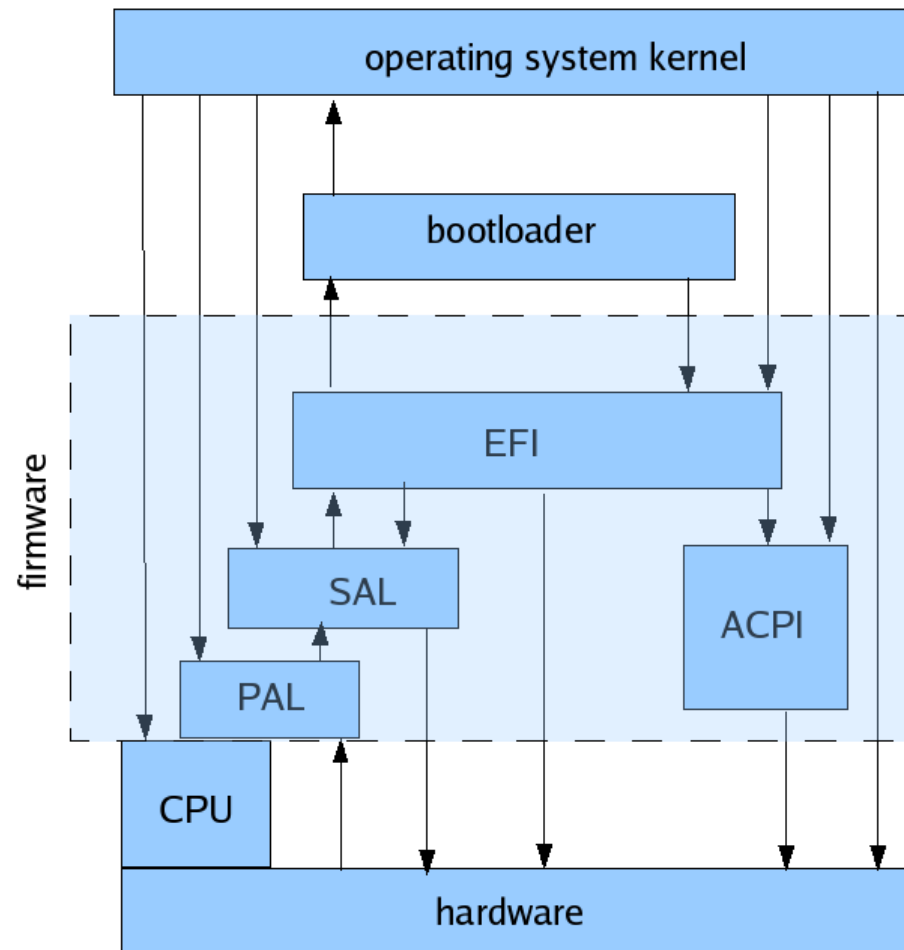 operating system kernel
bootloader
firmware
EFI
SAL
ACPI
PAL
CPU
hardware